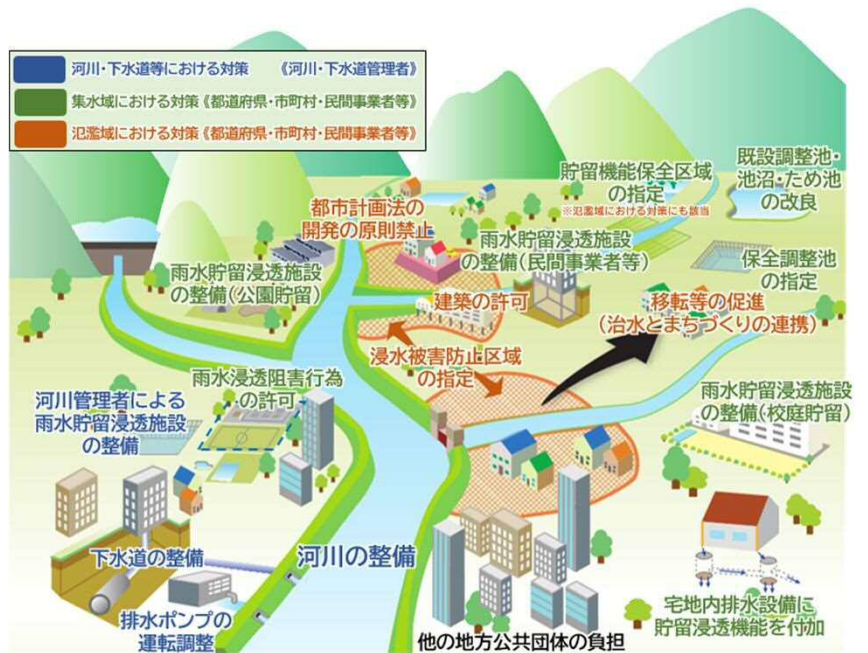 河川・下水道等における対策 《河川・下水道管理者》
集水域における対策《都道府県・市町村・民間事業者等》
氾濫域における対策《都道府県・市町村・民間事業者等》
貯留機能保全区域
の指定
※氾濫域における対策にも該当
既設調整池・
池沼・ため池
の改良
都市計画法の
開発の原則禁止
雨水貯留浸透施設
の整備(民間事業者等)
保全調整池
の指定
雨水貯留浸透施設
の整備(公園貯留)
建築の許可
移転等の促進
(治水とまちづくりの連携)
浸水被害防止区域
の指定
雨水浸透阻害行為
の許可
河川管理者による
雨水貯留浸透施設
の整備
雨水貯留浸透施設
の整備(校庭貯留)
下水道の整備
河川の整備
排水ポンプの
運転調整
宅地内排水設備に
貯留浸透機能を付加
他の地方公共団体の負担